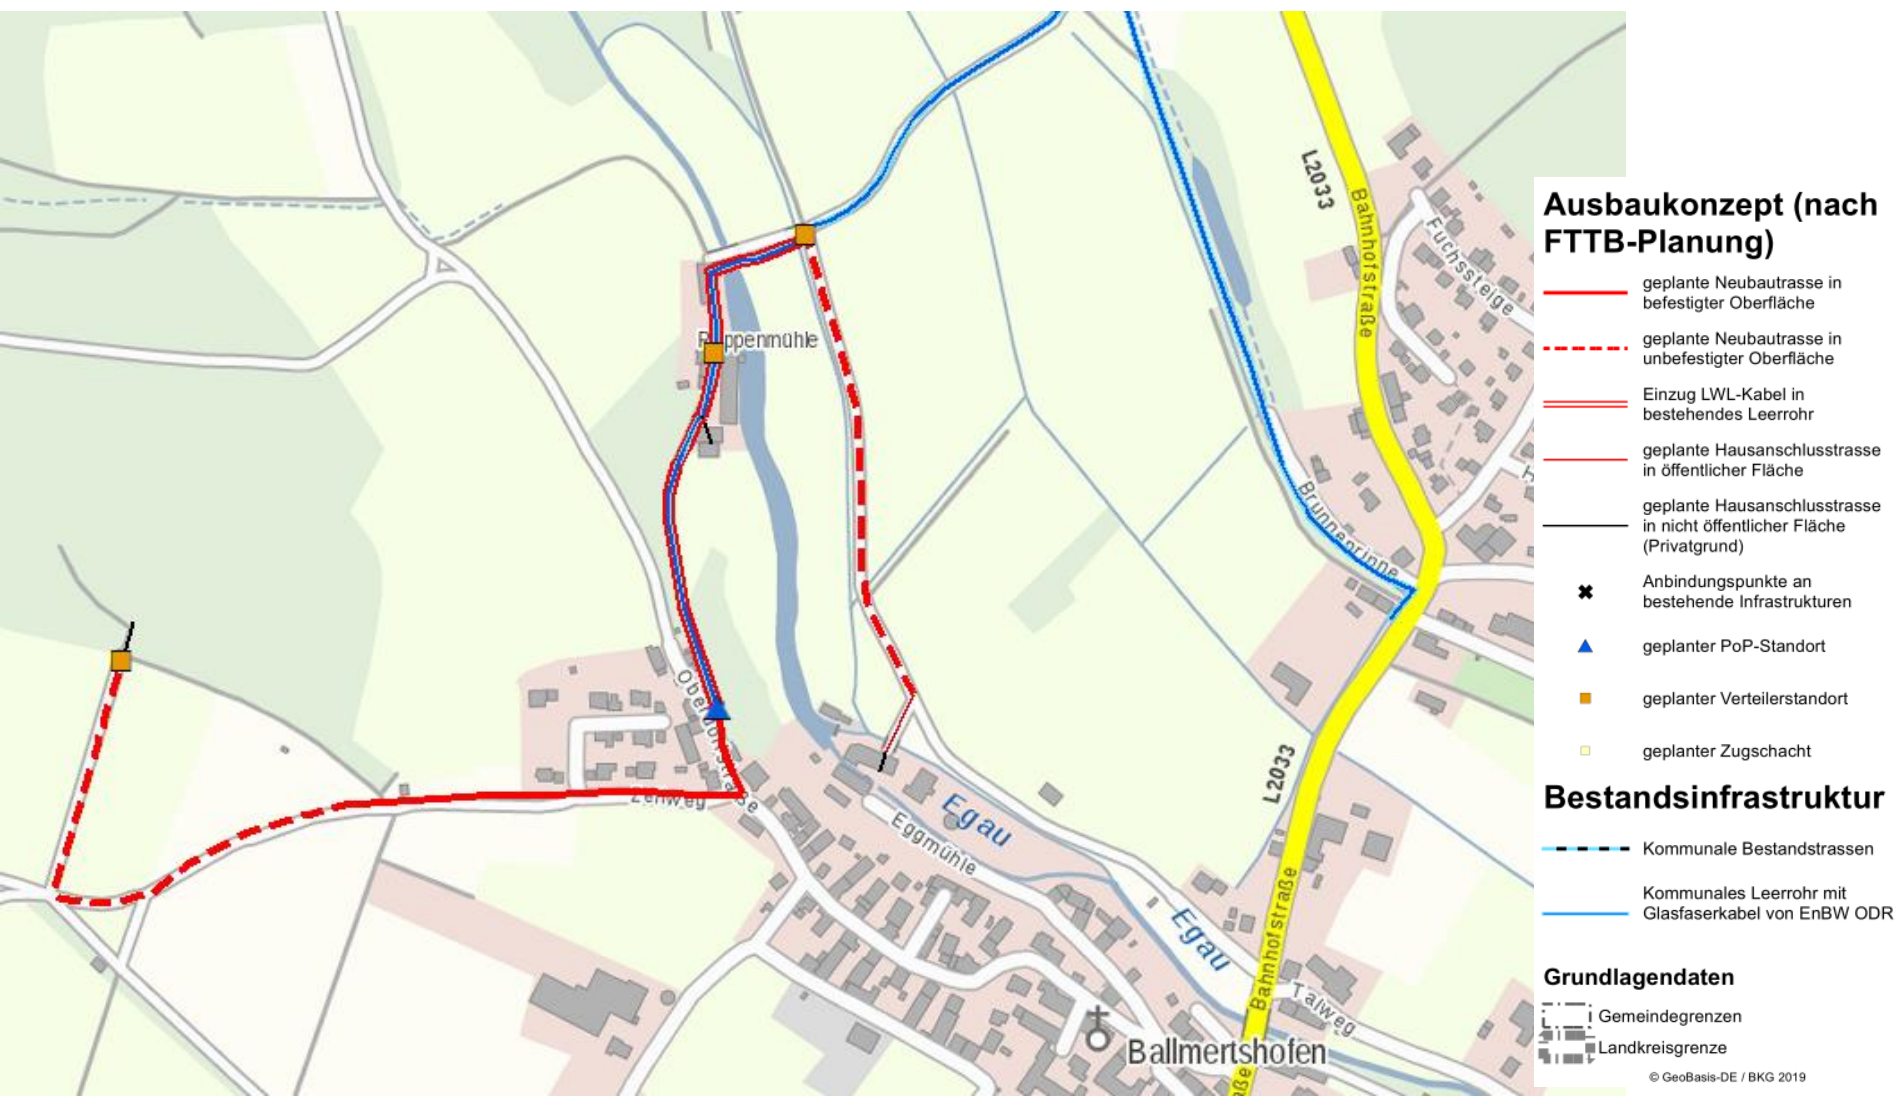 L2033
Bahnhofstraße
Fuchssteige
Ausbaukonzept (nach
FTTB-Planung)
geplante Neubautrasse in
befestigter Oberfläche
geplante Neubautrasse in
unbefestigter Oberfläche
Einzug LWL-Kabel in
bestehendes Leerrohr
geplante Hausanschlusstrasse
in öffentlicher Fläche
geplante Hausanschlusstrasse
in nicht öffentlicher Fläche
(Privatgrund)
Anbindungspunkte an
bestehende Infrastrukturen
geplanter PoP-Standort
geplanter Verteilerstandort
geplanter Zugschacht
Bestandsinfrastruktur
Kommunale Bestandstrassen
Kommunales Leerrohr mit
Glasfaserkabel von EnBW ODR
Grundlagendaten
Gemeindegrenzen
Landkreisgrenze
© GeoBasis-DE / BKG 2019
H
Brunnenrinne
L2033
Egau
Eggmühle
Egau
Bahnhofstraße
Talweg
Ballmertshofen
aße